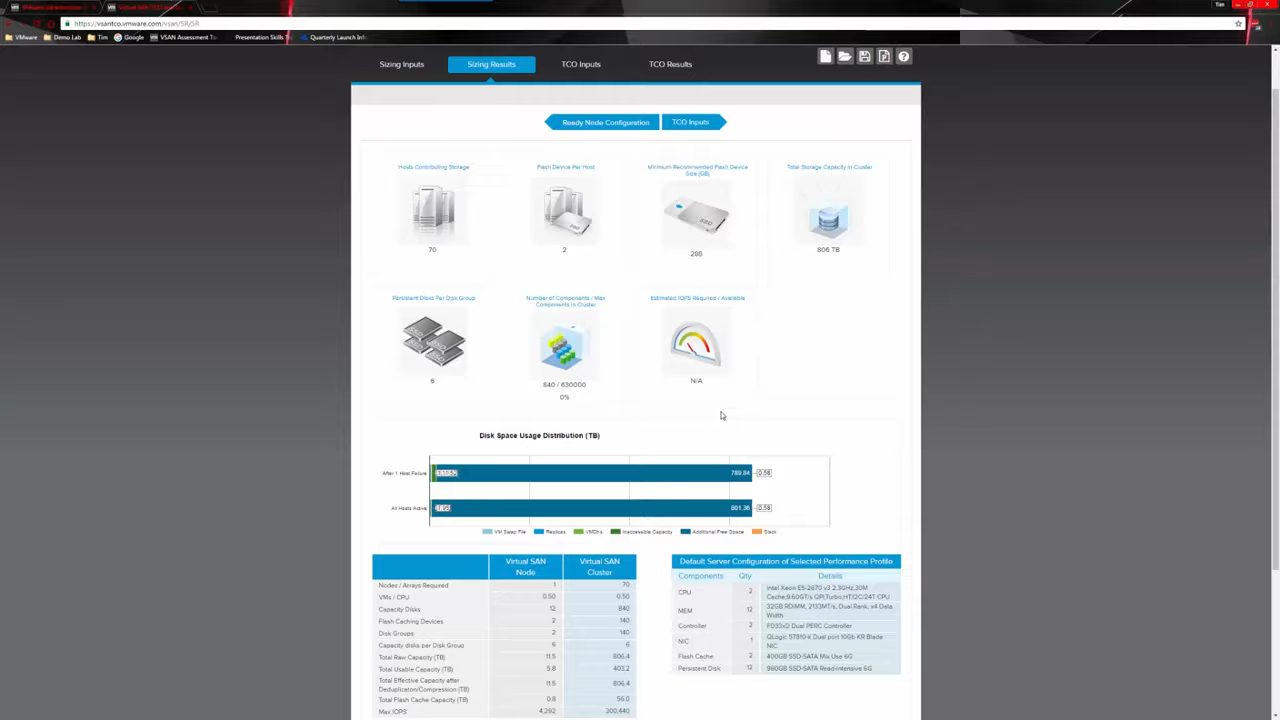 Tim
https://vsantco.vmware.com/vsan/SR/SR
VMware Demo Lab Tim Google VSAN Assessment To Presentation Skills T Quarterly Launch Inf
Sizing Inputs Sizing Results TCO Inputs TCO Results
Ready Node Configuration TCO Inputs
Hosts Contributing Storage
70
Flash Device Per Host
2
Minimum Recommended Flash Device
Size (GB)
SSD
288
Total Storage Capacity In Cluster
806 TB
Persistent Disks Per Disk Group
6
Number of Components / Max
Components in Cluster
840 / 630000
0%
Estimated IOPS Required / Available
N/A
Disk Space Usage Distribution (TB)
After 1 Host Failure 789.84 0.58
All Hosts Active 801.36 0.58
VM Swap File Replicas VMDKs Inaccessible Capacity Additional Free Space Slack
Virtual SAN
Node
Virtual SAN
Cluster
Nodes / Arrays Required 1 70
VMs / CPU 0.50 0.50
Capacity Disks 12 840
Flash Caching Devices 2 140
Disk Groups 2 140
Capacity disks per Disk Group 6 6
Total Raw Capacity (TB) 11.5 806.4
Total Usable Capacity (TB) 5.8 403.2
Total Effective Capacity after
Deduplicaton/Compression (TB) 11.5 806.4
Total Flash Cache Capacity (TB) 0.8 56.0
Max IOPS 4,292 300,440
Default Server Configuration of Selected Performance Profile
Components Qty Details
CPU 2 Intel Xeon E5-2670 v3 2.3GHz,30M
Cache,9.60GT/s QPI,Turbo,HT,12C/24T CPU
MEM 12 32GB RDIMM, 2133MT/s, Dual Rank, x4 Data
Width
Controller 2 FD33xD Dual PERC Controller
NIC 1 QLogic 57810-k Dual port 10Gb KR Blade
NIC
Flash Cache 2 400GB SSD-SATA Mix Use 6G
Persistent Disk 12 960GB SSD-SATA Read-Intensive 6G